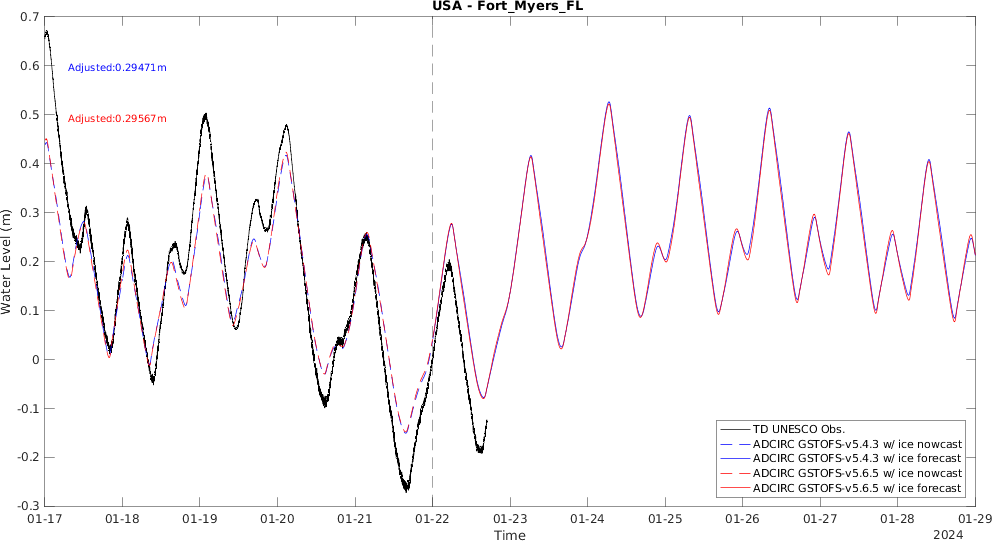 USA - Fort_Myers_FL
0.7
0.6
0.5
0.4
0.3
0.2
0.1
0
-0.1
-0.2
-0.3
Water Level (m)
Adjusted:0.29471m
Adjusted:0.29567m
TD UNESCO Obs.
ADCIRC GSTOFS-v5.4.3 w/ ice nowcast
ADCIRC GSTOFS-v5.4.3 w/ ice forecast
ADCIRC GSTOFS-v5.6.5 w/ ice nowcast
ADCIRC GSTOFS-v5.6.5 w/ ice forecast
01-17 01-18 01-19 01-20 01-21 01-22 01-23 01-24 01-25 01-26 01-27 01-28 01-29
Time
2024